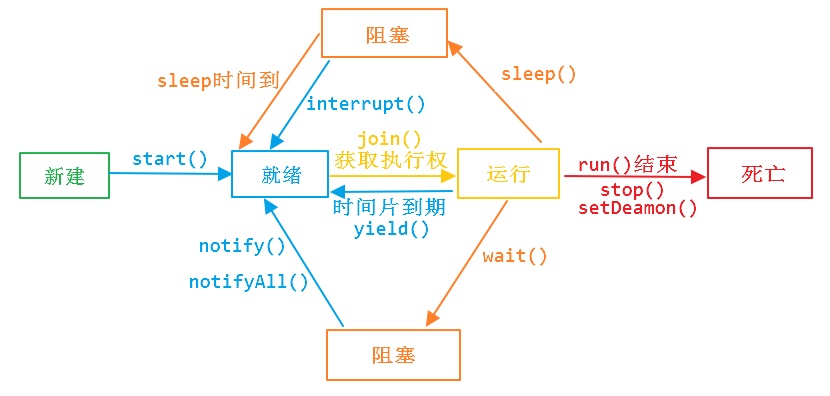 阻塞
sleep时间到
sleep()
interrupt()
start()
join()
获取执行权
新建
就绪
运行
run()结束
死亡
时间片到期
yield()
stop()
setDeamon()
notify()
notifyAll()
wait()
阻塞